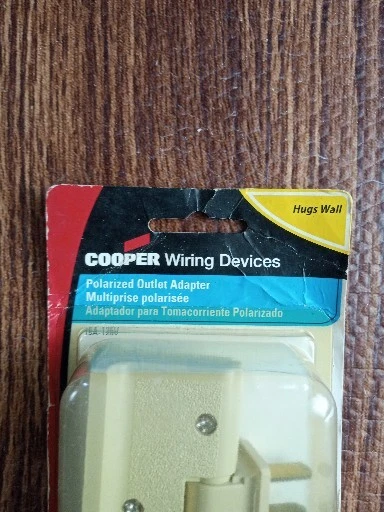 Hugs Wall
COOPER Wiring Devices
Polarized Outlet Adapter
Multiprise polarisée
Adaptador para Tomacorriente Polarizado
15A. 125V